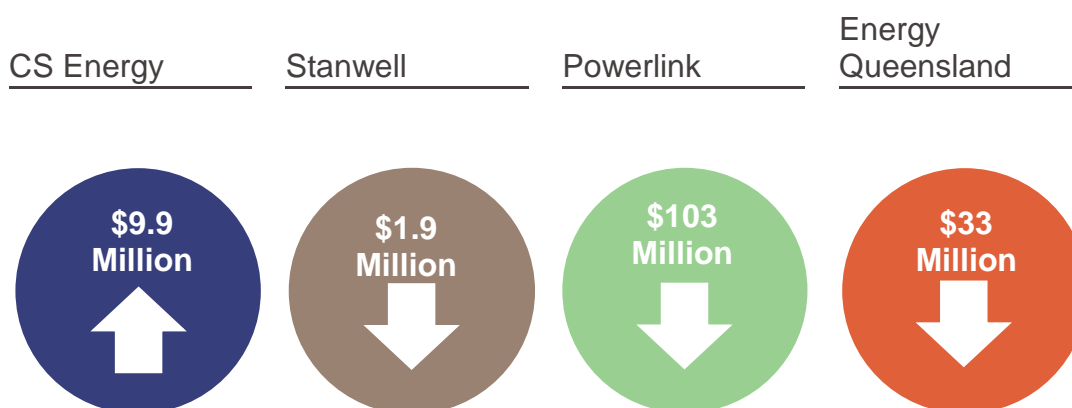 CS Energy
Stanwell
Powerlink
Energy
Queensland
$9.9
Million
$1.9
Million
$103
Million
$33
Million